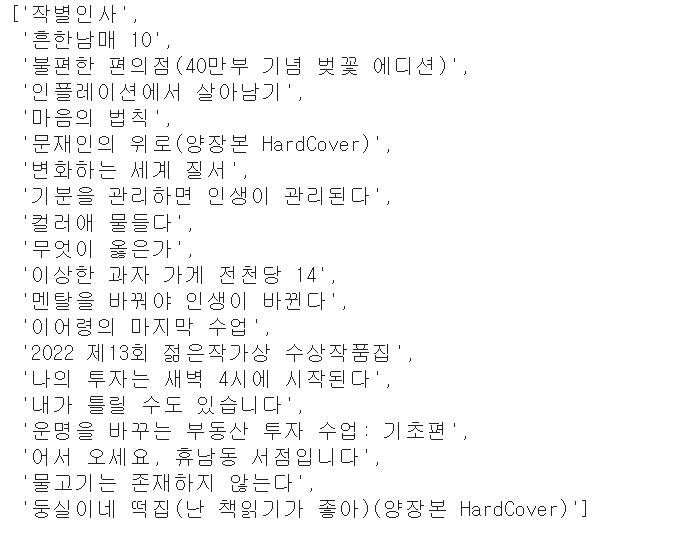 ['작별인사',
'흔한남매 10',
'불편한 편의점(40만부 기념 벚꽃 에디션)',
'인플레이션에서 살아남기',
'마음의 법칙',
'문재인의 위로(양장본 HardCover)',
'변화하는 세계 질서',
'기분을 관리하면 인생이 관리된다',
'컬러애 물들다',
'무엇이 옳은가',
'이상한 과자 가게 전천당 14',
'멘탈을 바꿔야 인생이 바뀐다',
'이어령의 마지막 수업',
'2022 제13회 젊은작가상 수상작품집',
'나의 투자는 새벽 4시에 시작된다',
'내가 틀릴 수도 있습니다',
'운명을 바꾸는 부동산 투자 수업: 기초편',
'어서 오세요, 휴남동 서점입니다',
'물고기는 존재하지 않는다',
'둥실이네 떡집(난 책읽기가 좋아)(양장본 HardCover)']